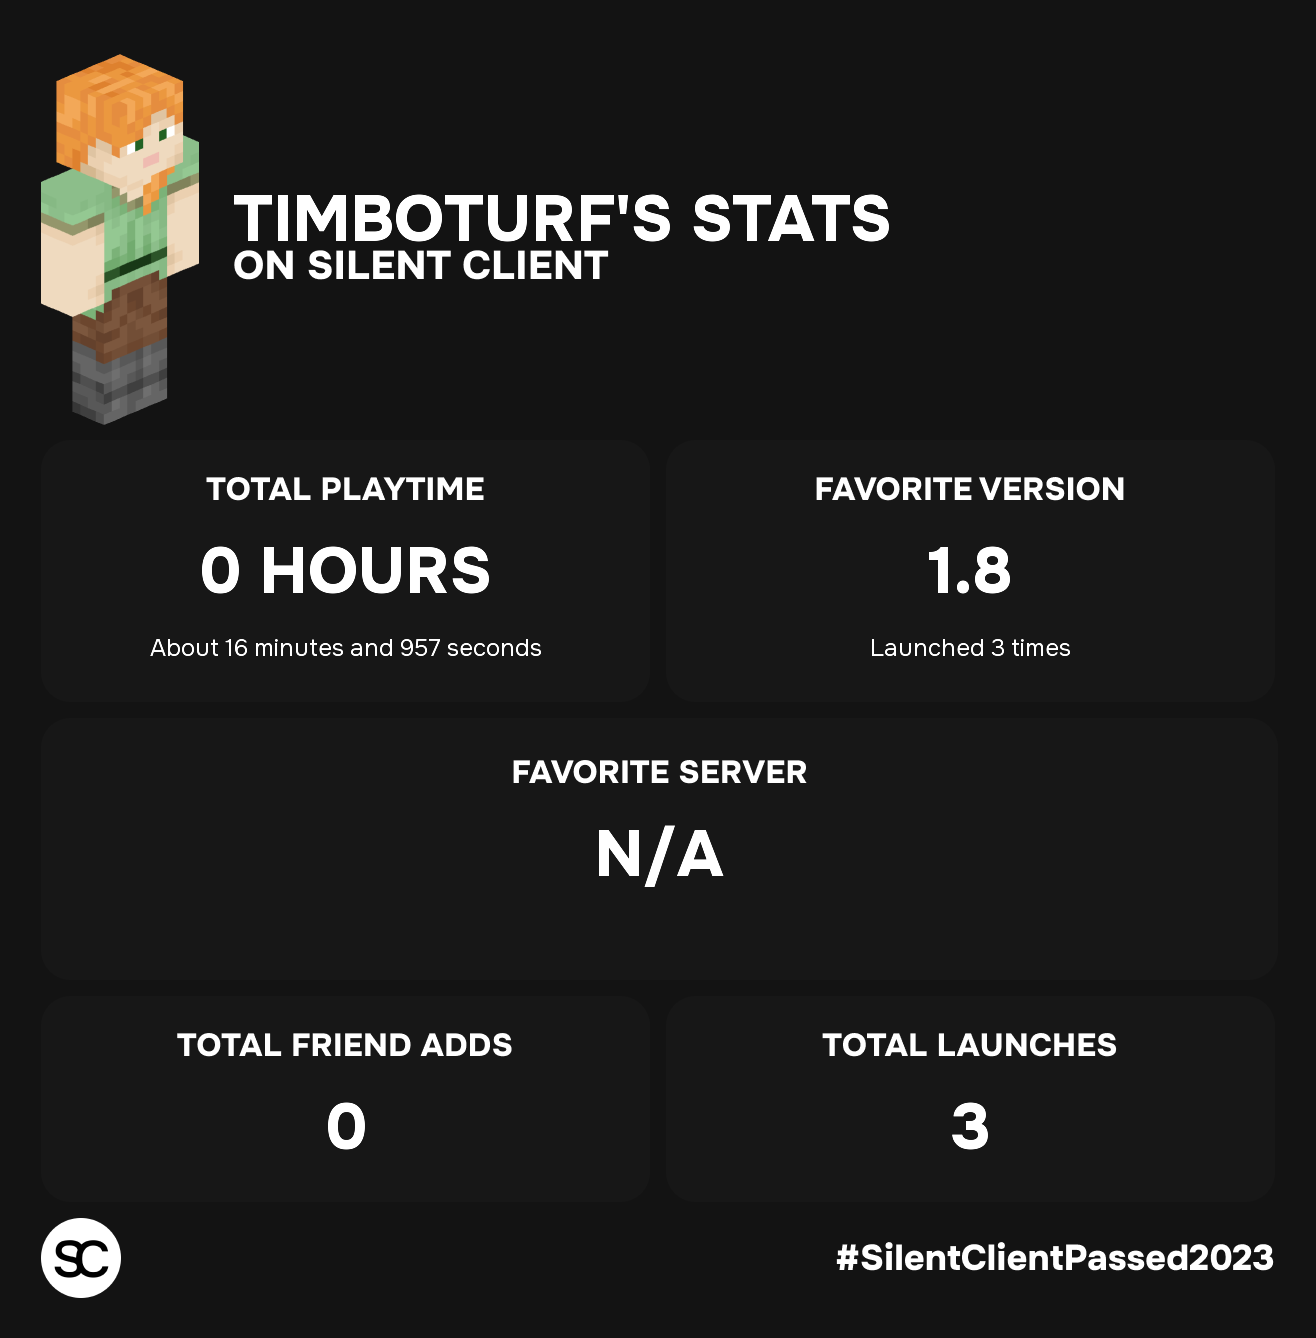 TIMBOTURF'S STATS
ON SILENT CLIENT
TOTAL PLAYTIME
0 HOURS
About 16 minutes and 957 seconds
FAVORITE VERSION
1.8
Launched 3 times
FAVORITE SERVER
N/A
TOTAL FRIEND ADDS
0
TOTAL LAUNCHES
3
SC
#SilentClientPassed2023